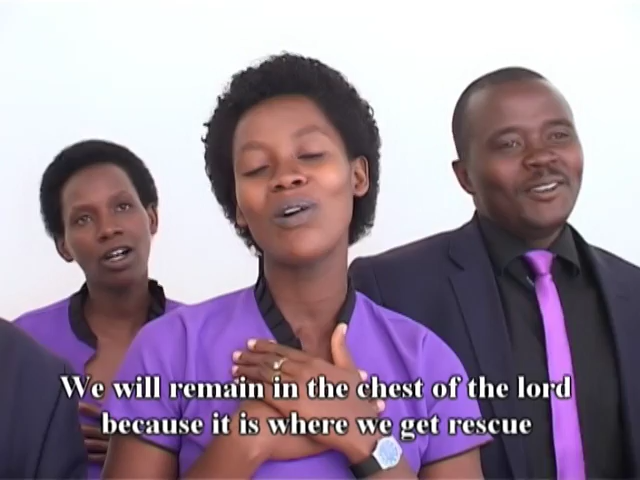 We will remain in the chest of the lord
because it is where we get rescue